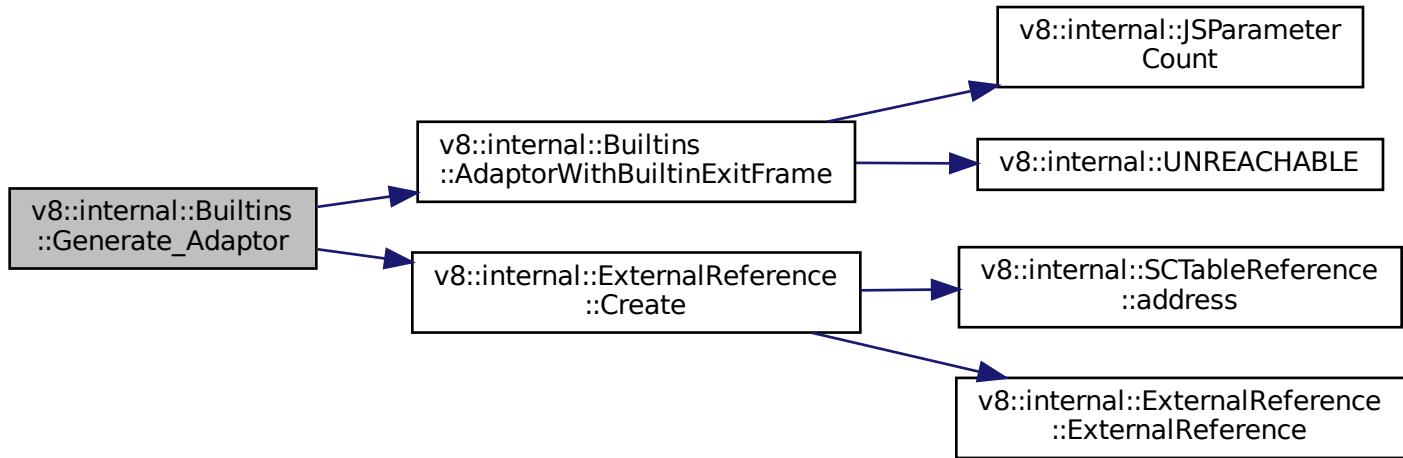 v8::internal::JSParameter
Count
v8::internal::Builtins
::AdaptorWithBuiltinExitFrame
v8::internal::UNREACHABLE
v8::internal::Builtins
::Generate_Adaptor
v8::internal::ExternalReference
::Create
v8::internal::SCTableReference
::address
v8::internal::ExternalReference
::ExternalReference